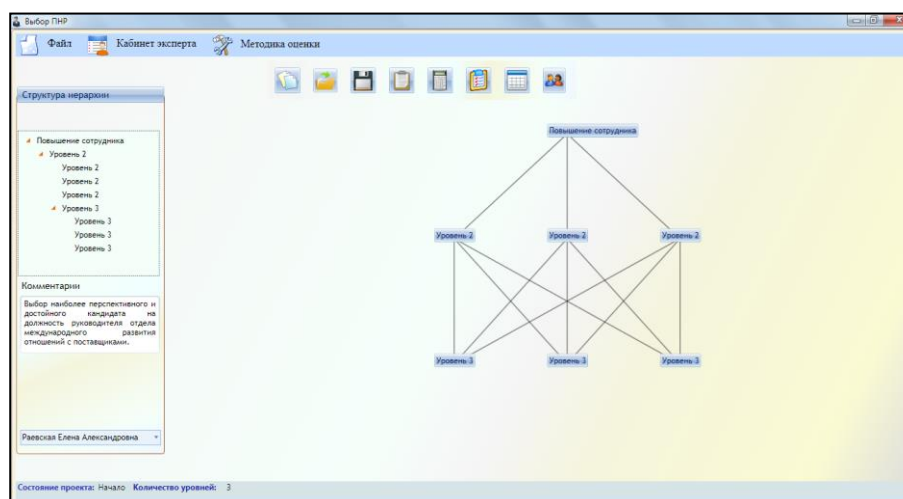 Выбор ПНР
Файл Кабинет эксперта Методика оценки
Структура иерархии
Повышение сотрудника
Уровень 2
Уровень 2
Уровень 2
Уровень 2
Уровень 3
Уровень 3
Уровень 3
Уровень 3
Комментарии
Выбор наиболее перспективного и
достойного кандидата на
должность руководителя отдела
международного развития
отношений с поставщиками.
Раевская Елена Александровна
Повышение сотрудника
Уровень 2 Уровень 2 Уровень 2
Уровень 3 Уровень 3 Уровень 3
Состояние проекта: Начало Количество уровней: 3